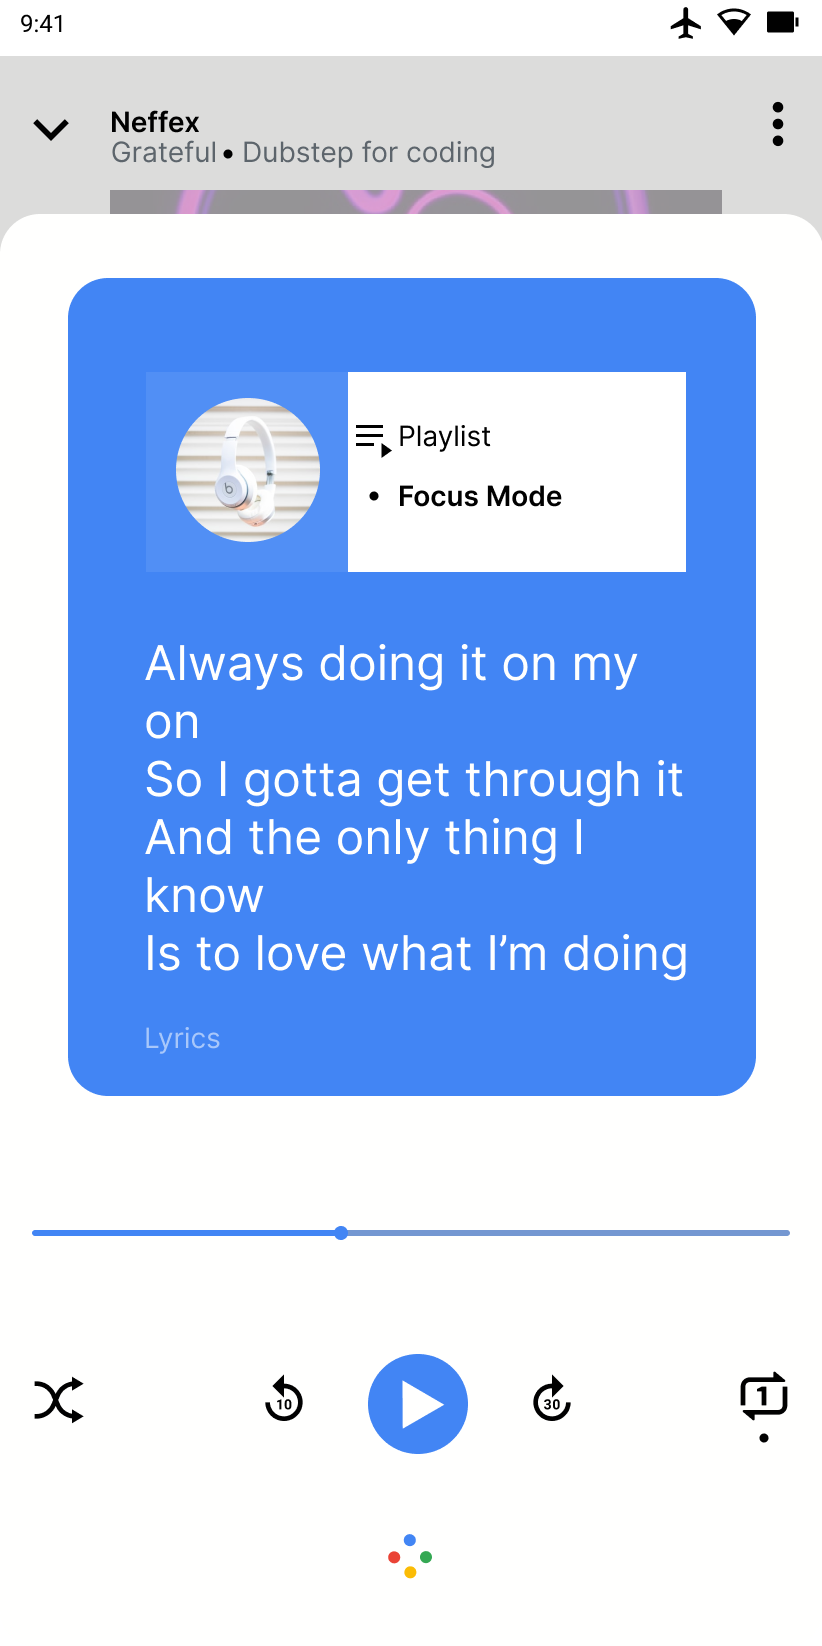 9:41
Neffex
Grateful • Dubstep for coding
Playlist
• Focus Mode
Always doing it on my
on
So I gotta get through it
And the only thing I
know
Is to love what I’m doing
Lyrics
10
30
1